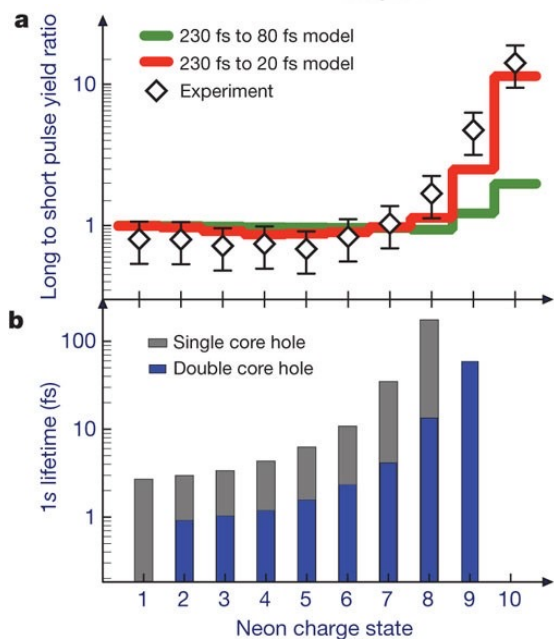 a
Long to short pulse yield ratio
10
1
230 fs to 80 fs model
230 fs to 20 fs model
Experiment
b
1s lifetime (fs)
100
10
1
Single core hole
Double core hole
1 2 3 4 5 6 7 8 9 10
Neon charge state